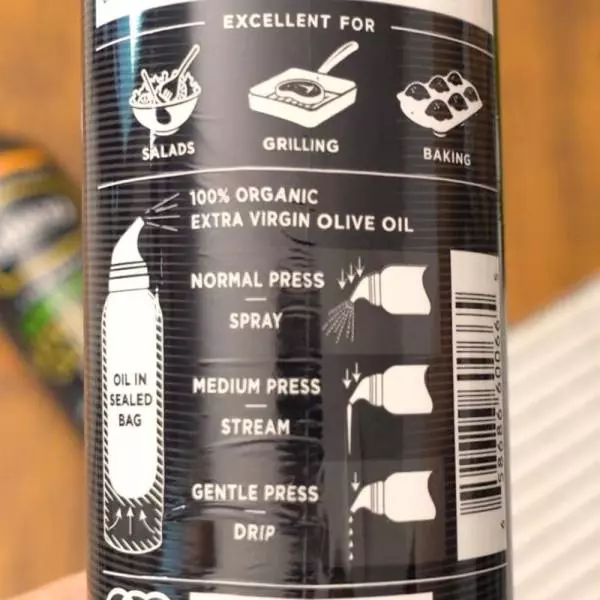 EXCELLENT FOR
SALADS
GRILLING
BAKING
100% ORGANIC
EXTRA VIRGIN OLIVE OIL
NORMAL PRESS
SPRAY
OIL IN
SEALED
BAG
MEDIUM PRESS
STREAM
GENTLE PRESS
DRIP